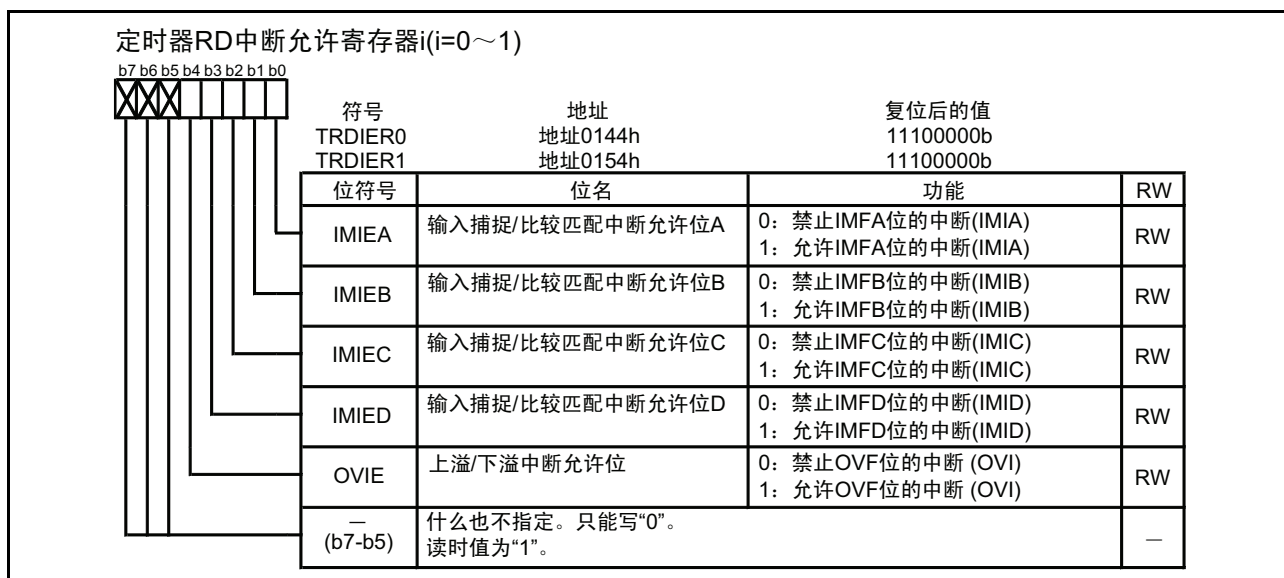 定时器RD中断允许寄存器i(i=0～1)
b7 b6 b5 b4 b3 b2 b1 b0
符号 地址 复位后的值
TRDIER0 地址0144h 11100000b
TRDIER1 地址0154h 11100000b
位符号 位名 功能 RW
IMIEA 输入捕捉/比较匹配中断允许位A 0：禁止IMFA位的中断(IMIA) RW
1：允许IMFA位的中断(IMIA)
IMIEB 输入捕捉/比较匹配中断允许位B 0：禁止IMFB位的中断(IMIB) RW
1：允许IMFB位的中断(IMIB)
IMIEC 输入捕捉/比较匹配中断允许位C 0：禁止IMFC位的中断(IMIC) RW
1：允许IMFC位的中断(IMIC)
IMIED 输入捕捉/比较匹配中断允许位D 0：禁止IMFD位的中断(IMID) RW
1：允许IMFD位的中断(IMID)
OVIE 上溢/下溢中断允许位 0：禁止OVF位的中断 (OVI) RW
1：允许OVF位的中断 (OVI)
— 什么也不指定。只能写“0”。 —
(b7-b5) 读时值为“1”。